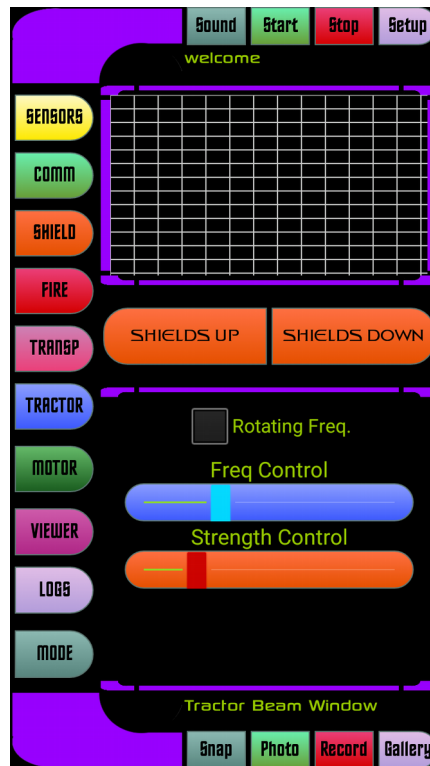 Sound Start Stop Setup
welcome
SENSORS
COMM
SHIELD
FIRE
SHIELDS UP SHIELDS DOWN
TRANSP
TRACTOR
Rotating Freq.
MOTOR
Freq Control
VIEWER
Strength Control
LOGS
MODE
Tractor Beam Window
Snap Photo Record Gallery